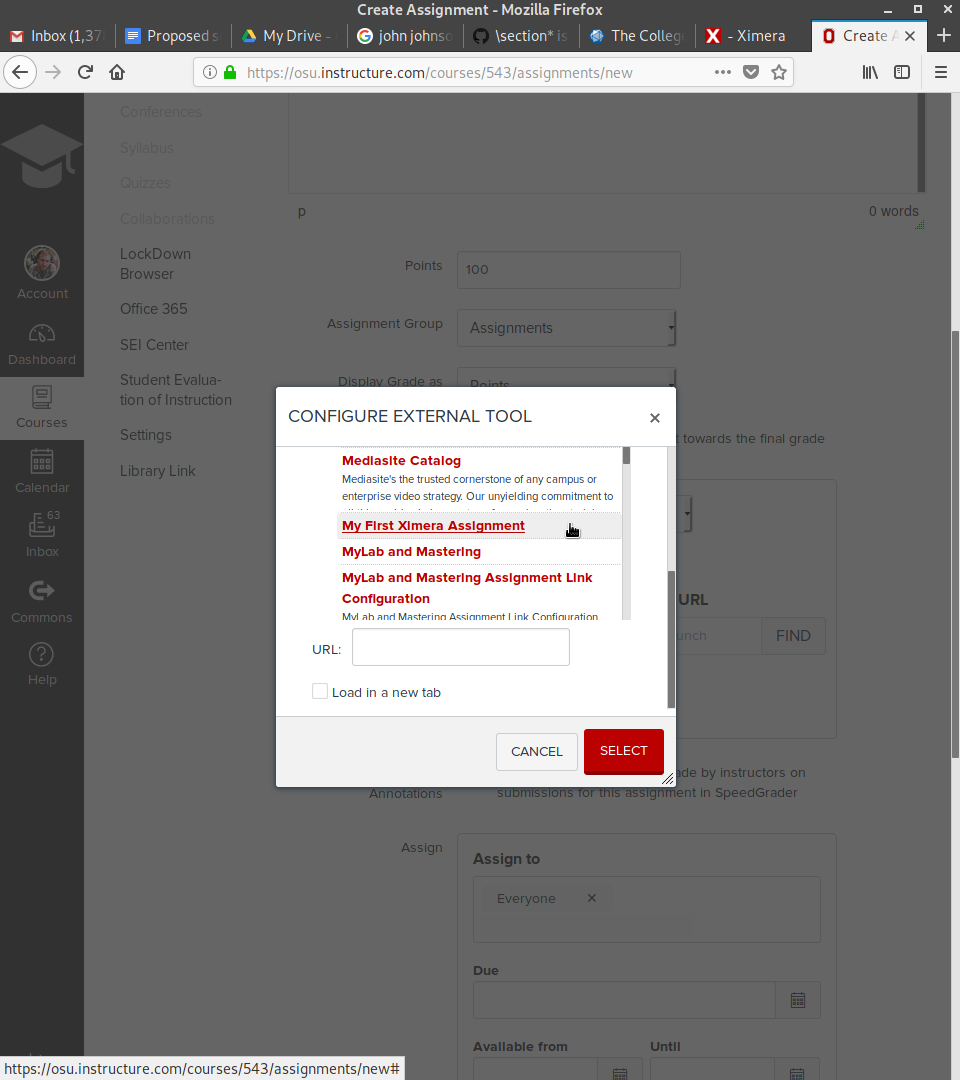 Create Assignment - Mozilla Firefox
Inbox (1,37
Proposed s
My Drive -
john johnso
\section* is
The Colleg
- Ximera
Create A
https://osu.instructure.com/courses/543/assignments/new
Conferences
Syllabus
Quizzes
Collaborations
LockDown
Browser
Office 365
SEI Center
Student Evalua-
tion of Instruction
Settings
Library Link
Account
Dashboard
Courses
Calendar
63
Inbox
Commons
Help
p
0 words
Points
100
Assignment Group
Assignments
Display Grade as
Points
towards the final grade
CONFIGURE EXTERNAL TOOL
Mediasite Catalog
Mediasite's the trusted cornerstone of any campus or
enterprise video strategy. Our unyielding commitment to
My First Ximera Assignment
MyLab and Mastering
MyLab and Mastering Assignment Link
Configuration
MyLab and Mastering Assignment Link Configuration
URL:
Load in a new tab
CANCEL
SELECT
URL
unch
FIND
Annotations
ade by instructors on
submissions for this assignment in SpeedGrader
Assign
Assign to
Everyone
Due
Available from
Until
https://osu.instructure.com/courses/543/assignments/new#